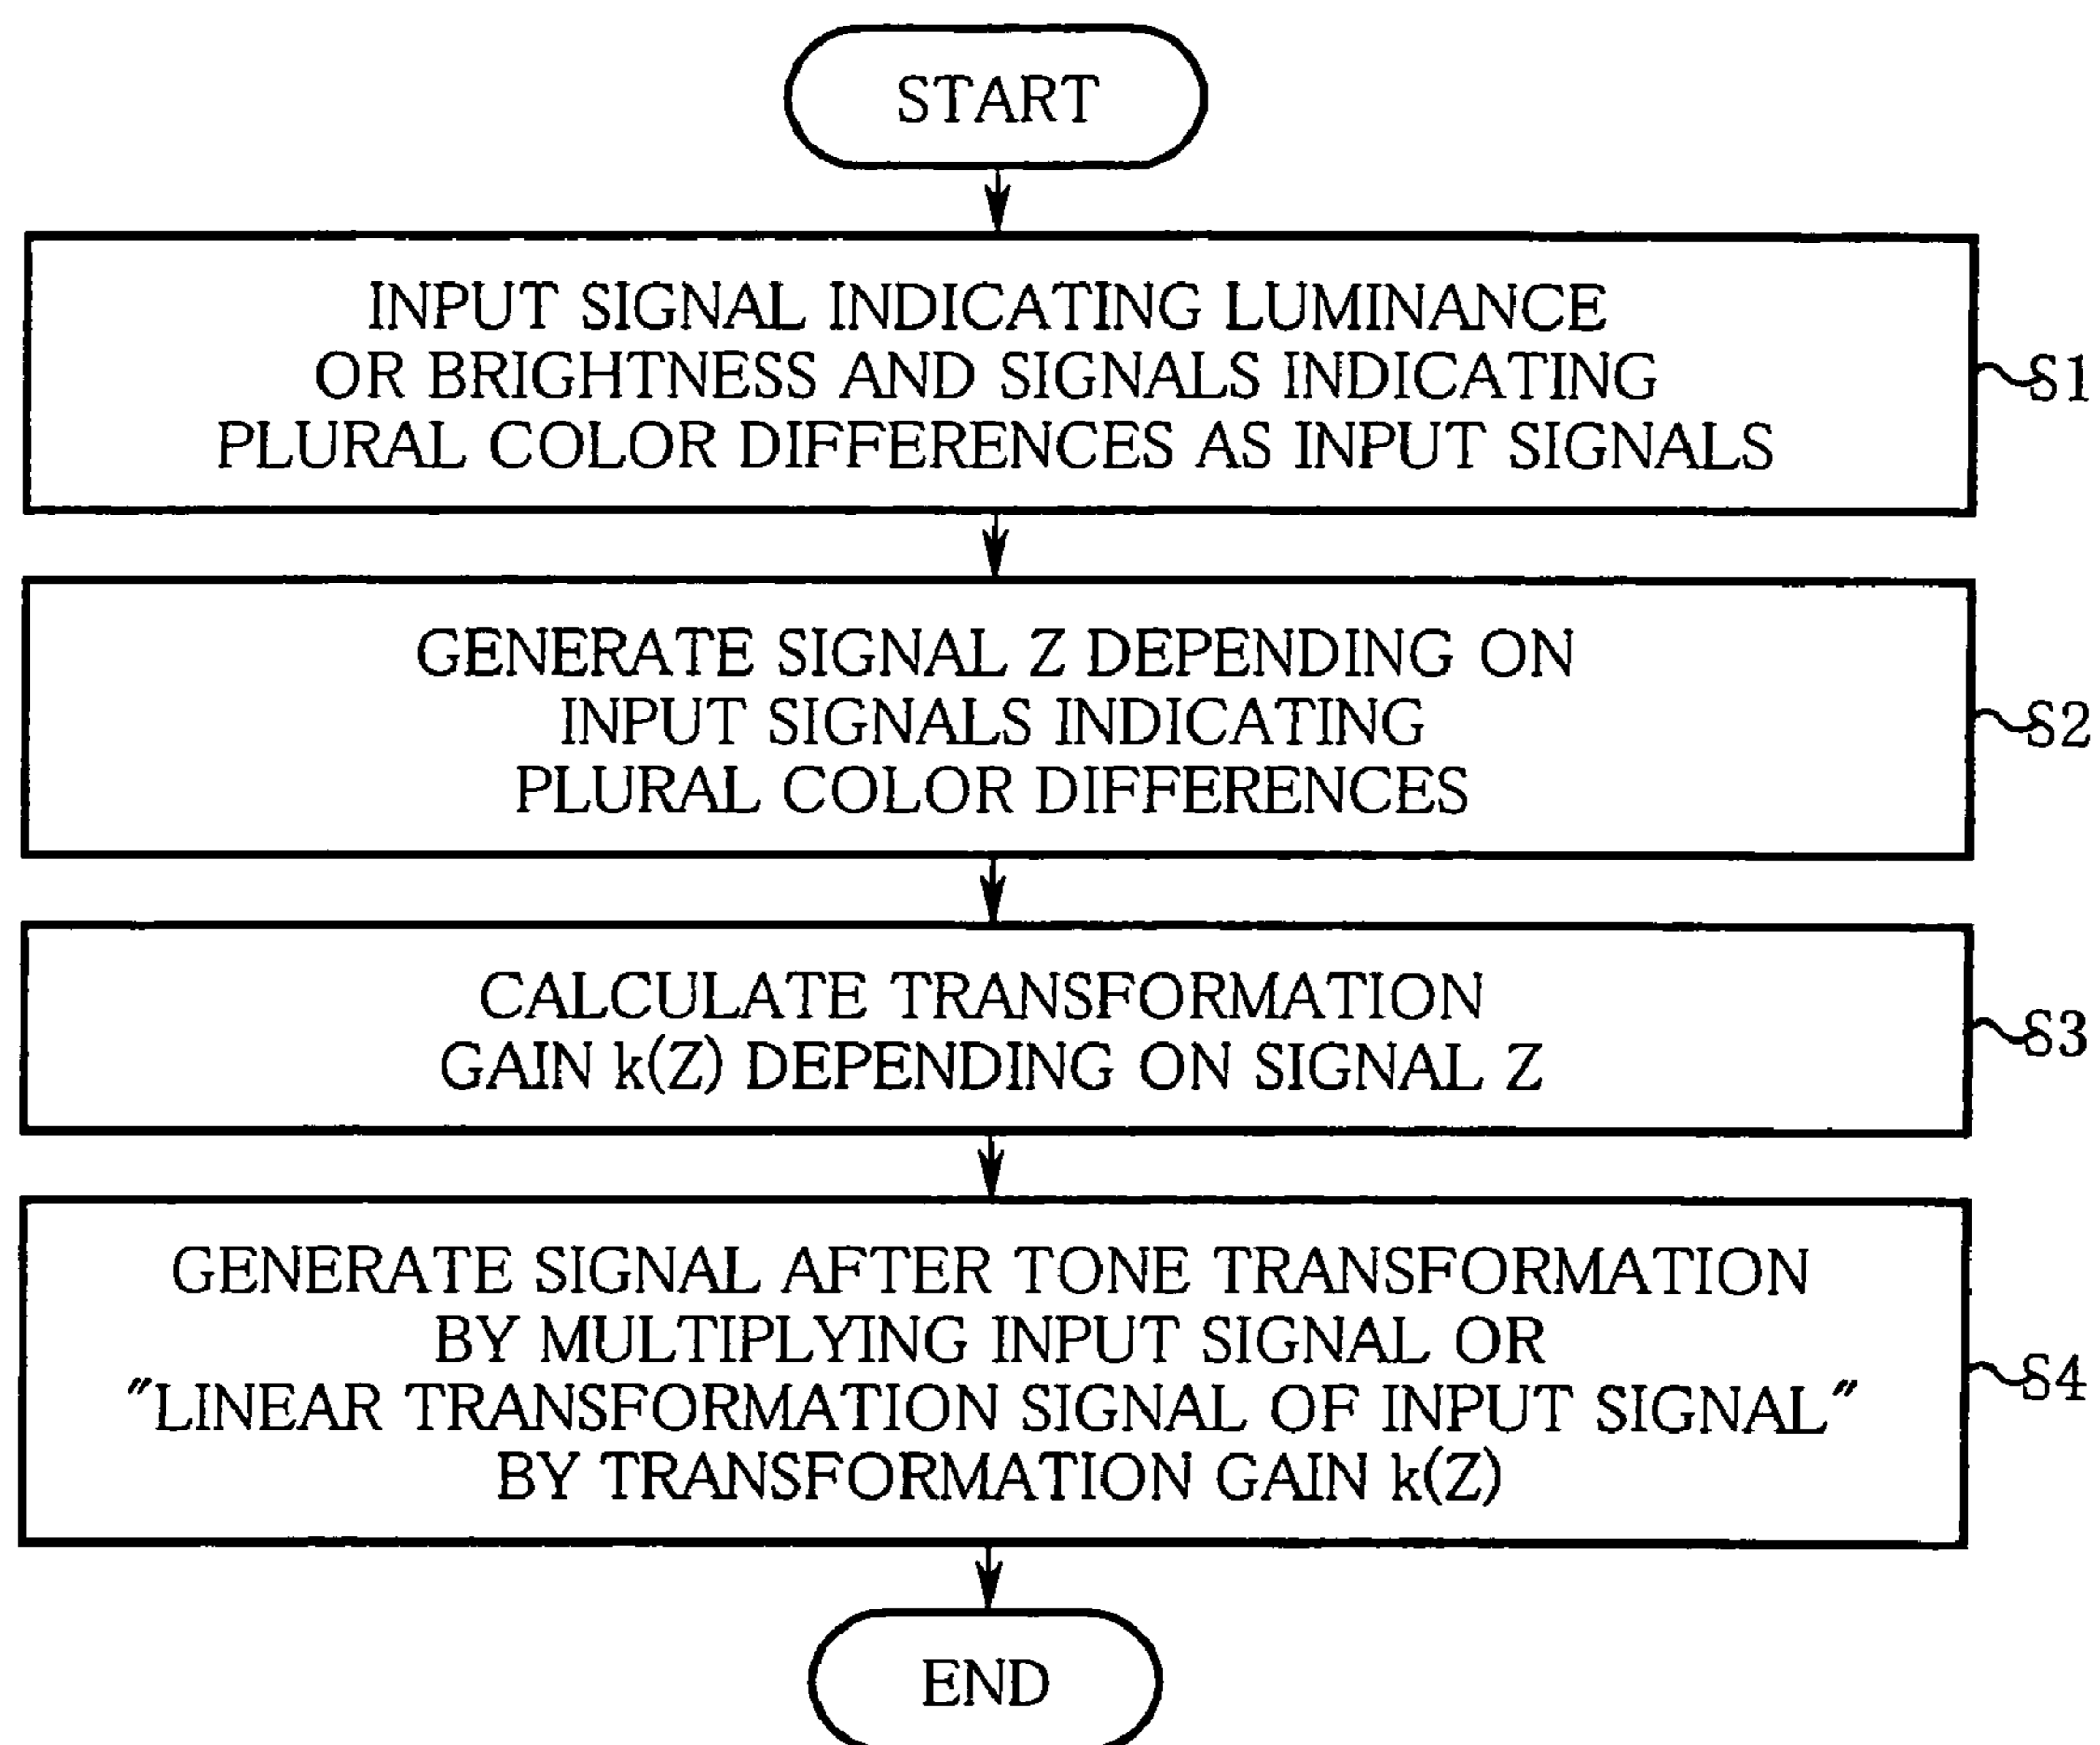 START
INPUT SIGNAL INDICATING LUMINANCE
OR BRIGHTNESS AND SIGNALS INDICATING
PLURAL COLOR DIFFERENCES AS INPUT SIGNALS
S1
GENERATE SIGNAL Z DEPENDING ON
INPUT SIGNALS INDICATING
PLURAL COLOR DIFFERENCES
S2
CALCULATE TRANSFORMATION
GAIN k(Z) DEPENDING ON SIGNAL Z
S3
GENERATE SIGNAL AFTER TONE TRANSFORMATION
BY MULTIPLYING INPUT SIGNAL OR
"LINEAR TRANSFORMATION SIGNAL OF INPUT SIGNAL"
BY TRANSFORMATION GAIN k(Z)
S4
END